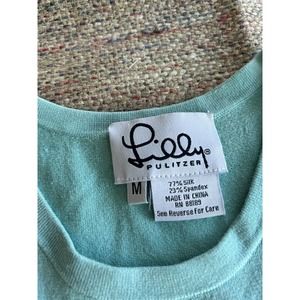 Lilly®
PULITZER
M
77% Silk
23% Spandex
MADE IN CHINA
RN 88189
See Reverse For Care